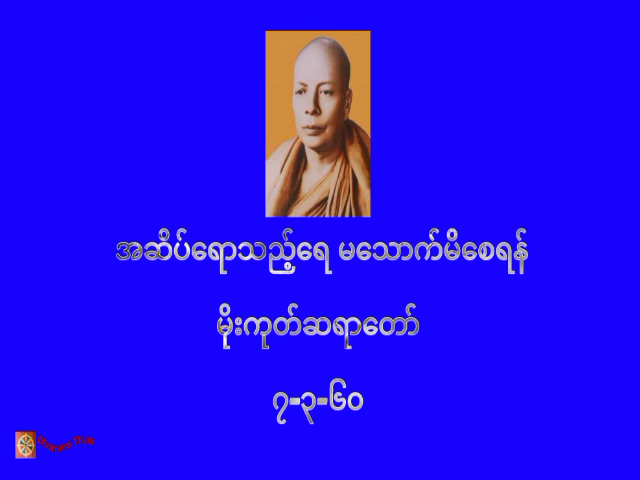 အဆိပ်ရောသည့်ရေ မသောက်မိစေရန်
မိုးကုတ်ဆရာတော်
၇-၃-၆၀